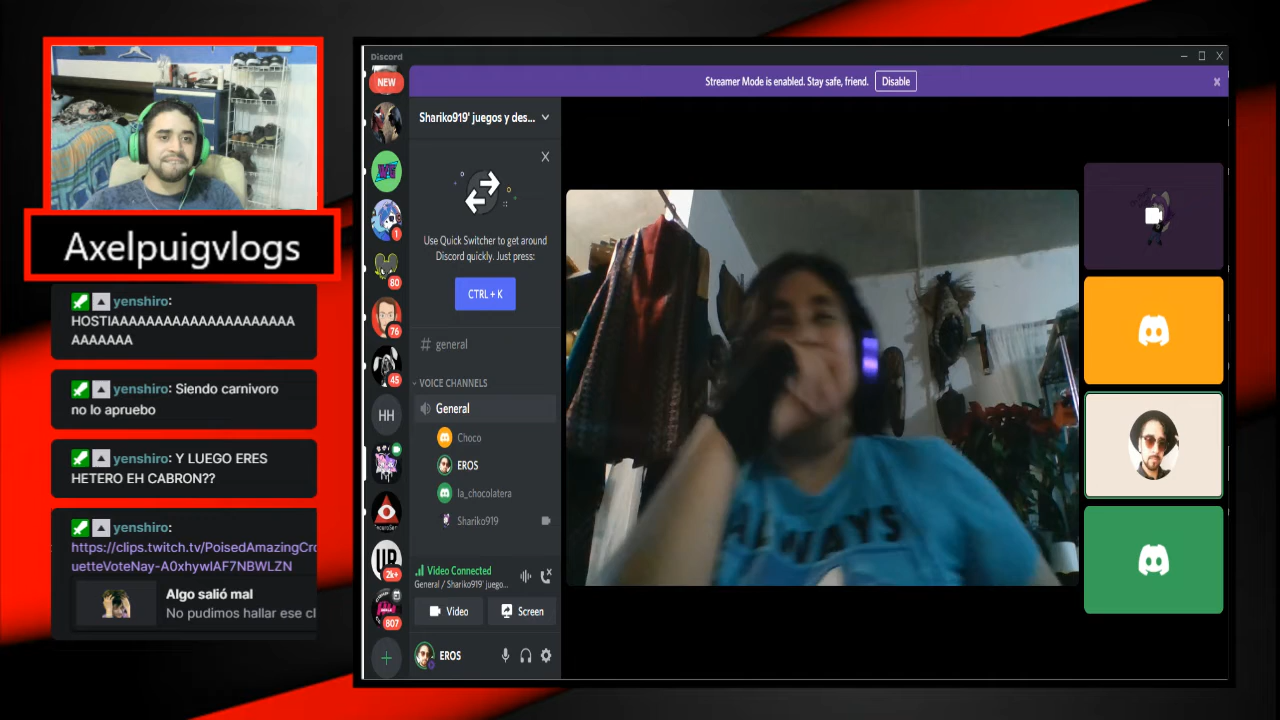 Axelpuigvlogs
yenshiro:
HOSTIAAAAAAAAAAAAAAAAAAAAA
AAAAAAA
yenshiro: Siendo carnivoro
no lo apruebo
yenshiro: Y LUEGO ERES
HETERO EH CABRON??
yenshiro:
https://clips.twitch.tv/PoisedAmazingCro
uetteVoteNay-A0xhywIAF7NBWLZN
Algo salió mal
No pudimos hallar ese cl
Discord
NEW
1
80
76
45
HH
2k+
807
Streamer Mode is enabled. Stay safe, friend.
Disable
Shariko919' juegos y des...
Use Quick Switcher to get around
Discord quickly. Just press:
CTRL + K
# general
VOICE CHANNELS
General
Choco
EROS
la_chocolatera
Shariko919
Video Connected
General / Shariko919' juego...
Video
Screen
EROS
ALWAYS